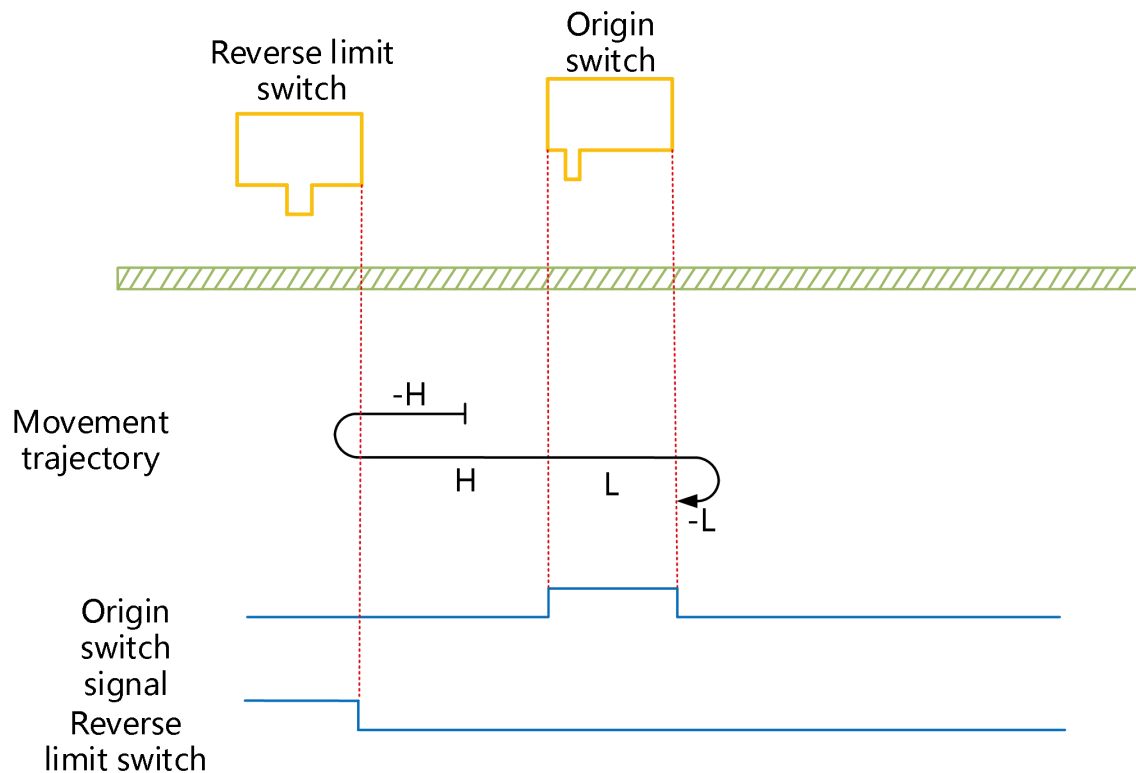 Origin
switch
Reverse limit
switch
-H
Movement
trajectory
H
L
-L
Origin
switch
signal
Reverse
limit switch